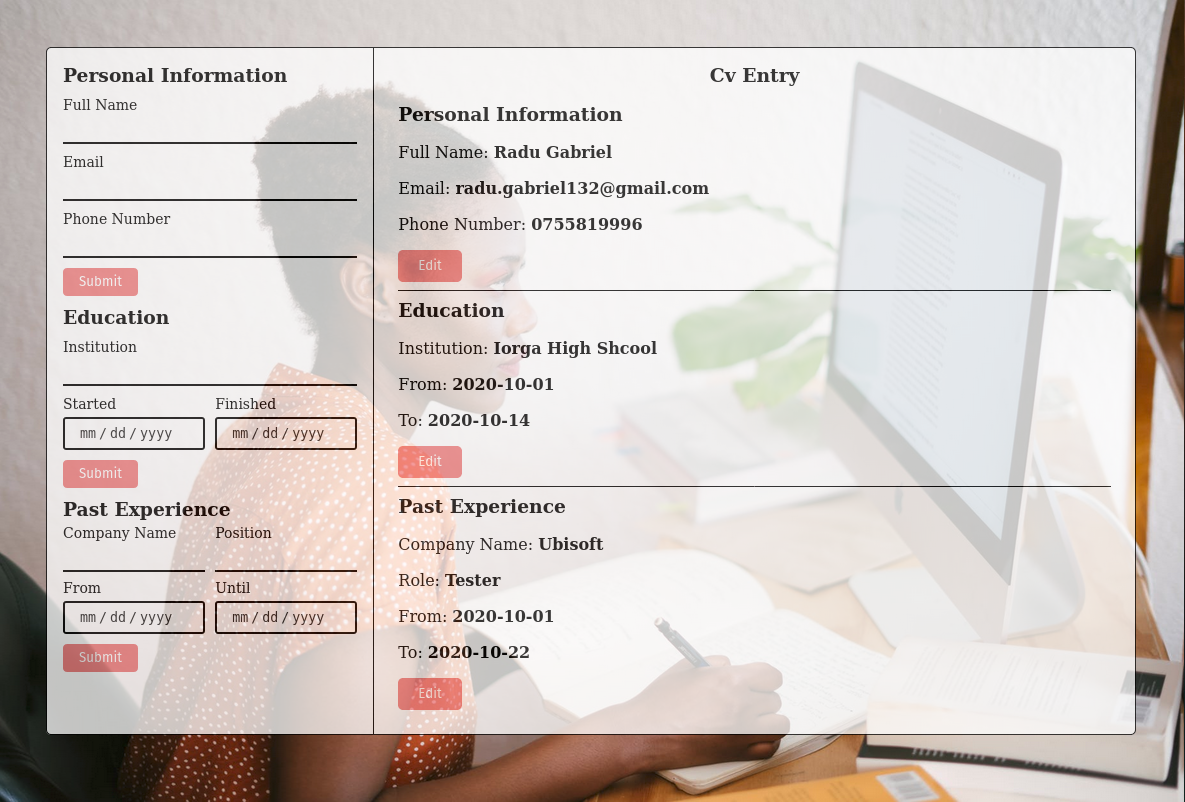 Personal Information
Full Name
Email
Phone Number
Submit
Education
Institution
Started Finished
mm/dd/yyyy mm/dd/yyyy
Submit
Past Experience
Company Name Position
From Until
mm/dd/yyyy mm/dd/yyyy
Submit
Cv Entry
Personal Information
Full Name: Radu Gabriel
Email: radu.gabriel132@gmail.com
Phone Number: 0755819996
Edit
Education
Institution: Iorga High Shcool
From: 2020-10-01
To: 2020-10-14
Edit
Past Experience
Company Name: Ubisoft
Role: Tester
From: 2020-10-01
To: 2020-10-22
Edit